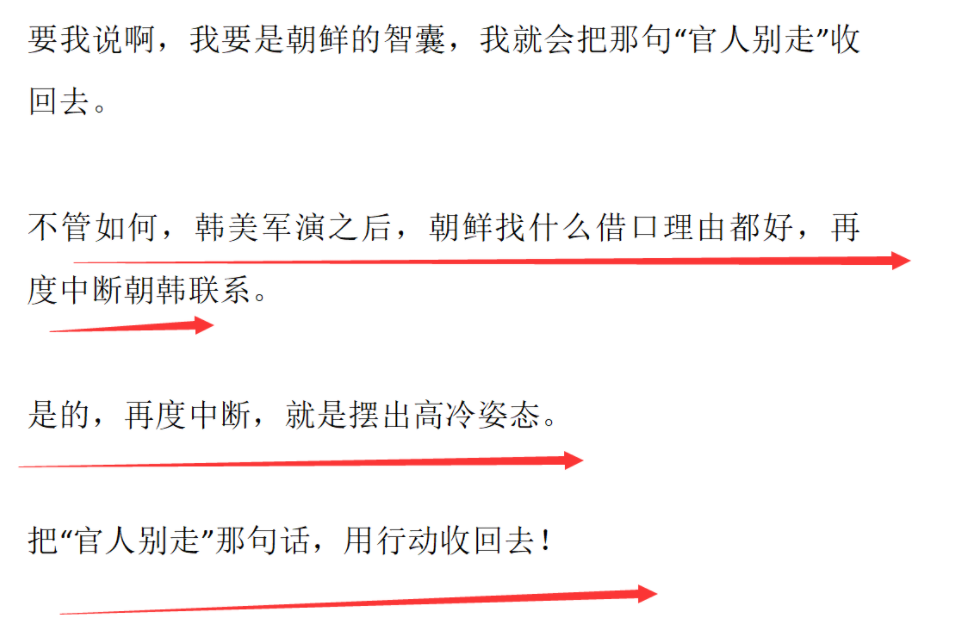 要我说啊，我要是朝鲜的智囊，我就会把那句“官人别走”收
回去。
不管如何，韩美军演之后，朝鲜找什么借口理由都好，再
度中断朝韩联系。
是的，再度中断，就是摆出高冷姿态。
把“官人别走”那句话，用行动收回去！